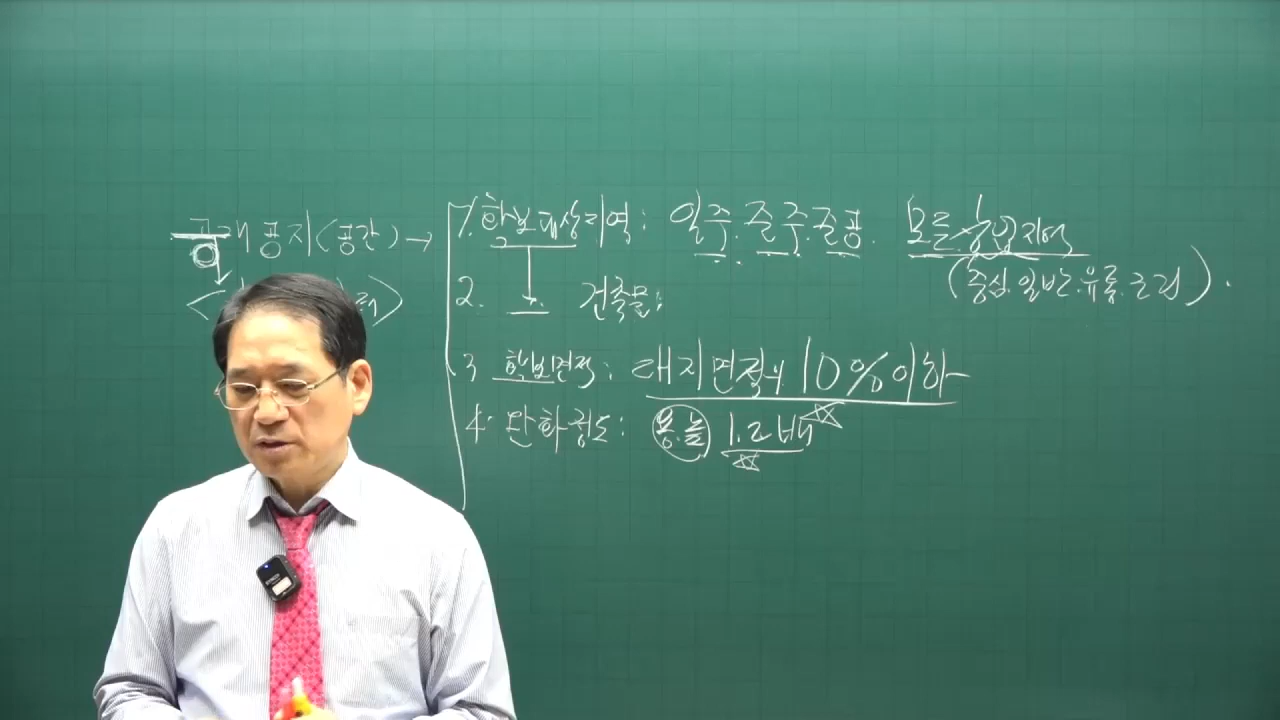 공개공지(공간) →
1. 확보대상지역: 일주. 준주. 준공. 모든 상업지역
(중심. 일반. 유통. 근린).
2. 건축물:
3 확보면적: 대지면적의 10%이하
4. 완화정도: 용.높 1.2배